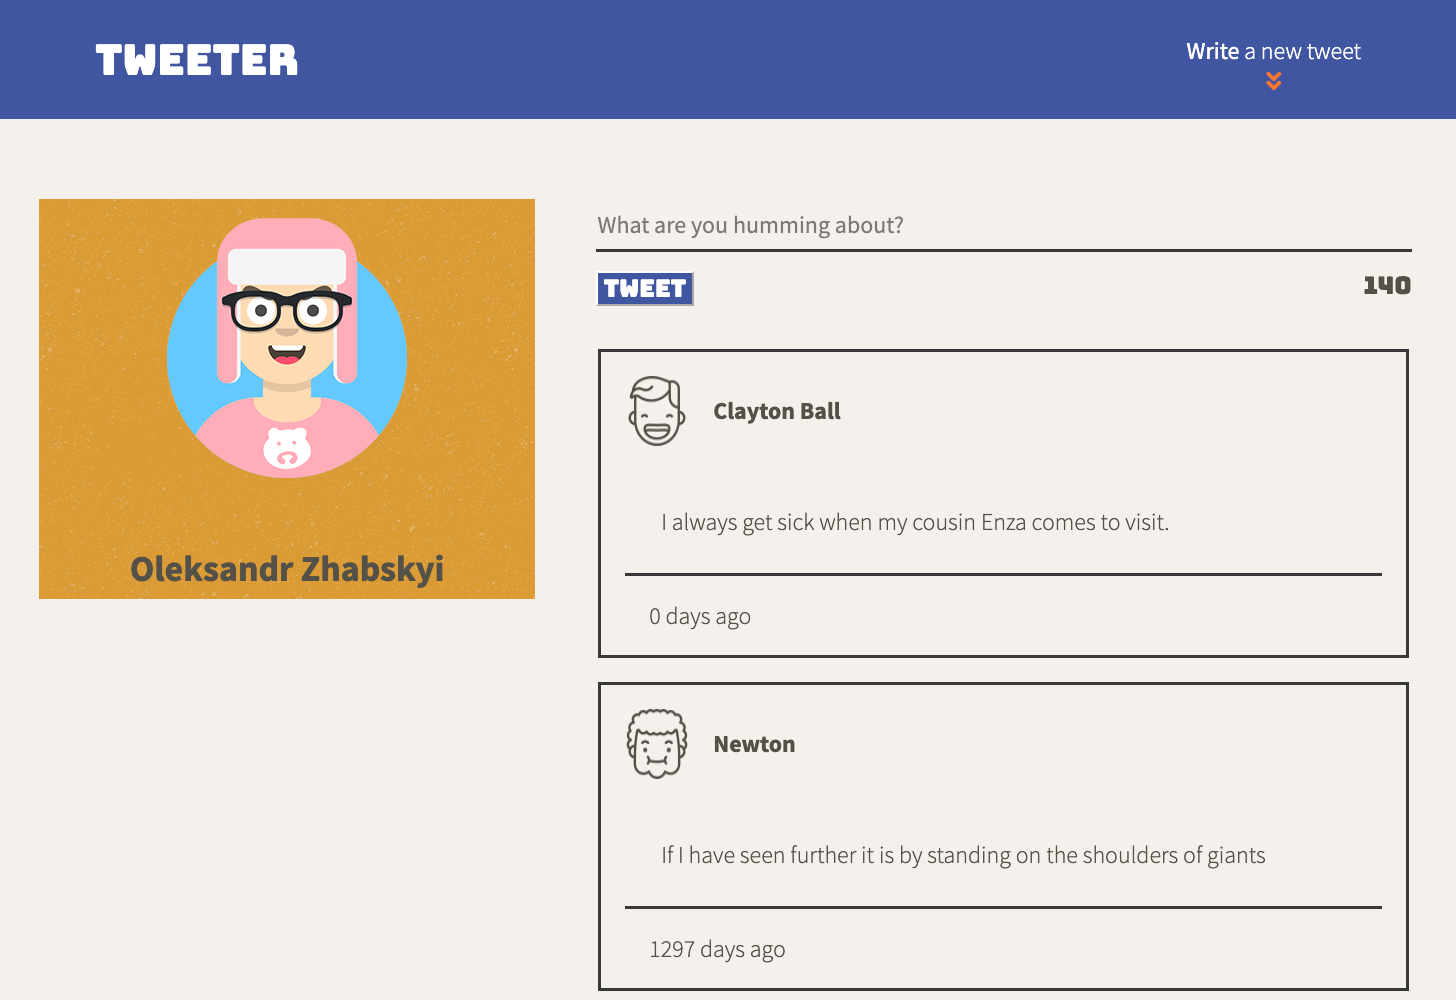 TWEETER
Write a new tweet
Oleksandr Zhabskyi
What are you humming about?
TWEET
140
Clayton Ball
I always get sick when my cousin Enza comes to visit.
0 days ago
Newton
If I have seen further it is by standing on the shoulders of giants
1297 days ago